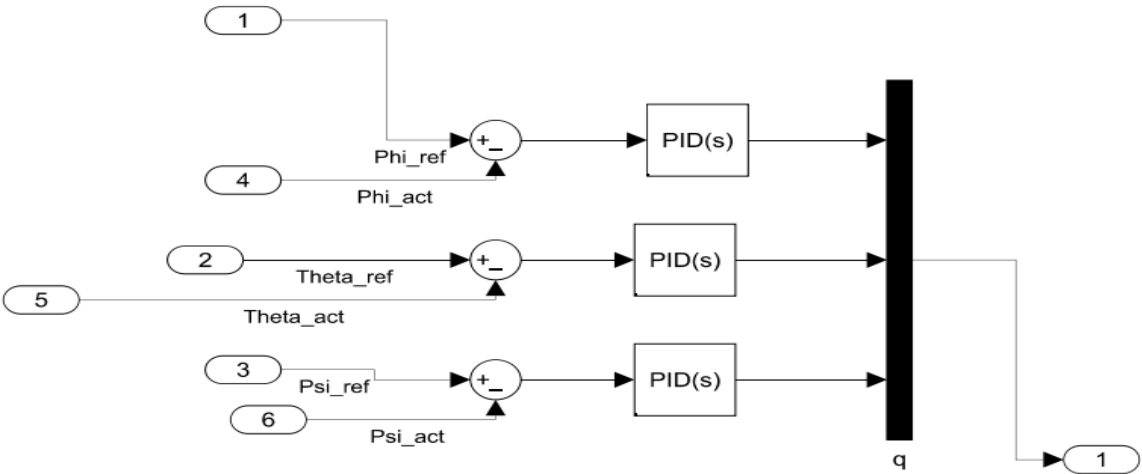 1
+
−
PID(s)
Phi_ref
4
Phi_act
2
+
−
PID(s)
Theta_ref
5
Theta_act
3
+
−
PID(s)
Psi_ref
6
Psi_act
q
1